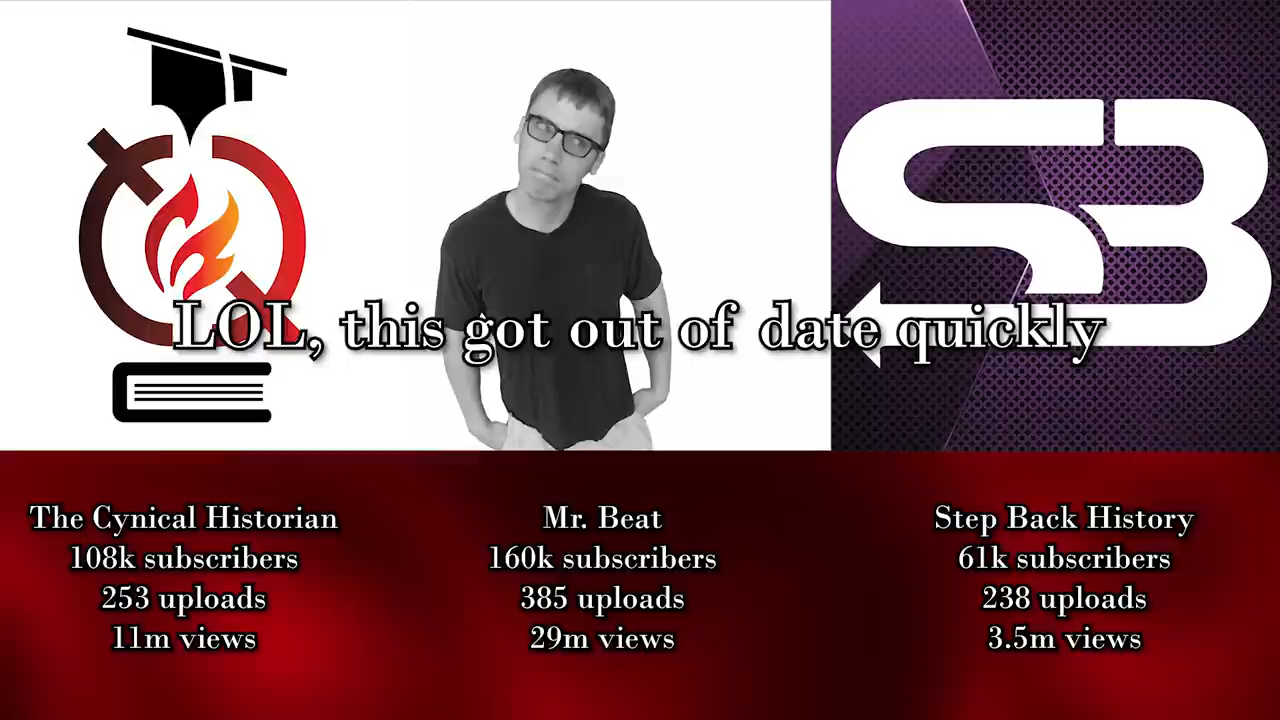 SB
LOL, this got out of date quickly
The Cynical Historian
108k subscribers
253 uploads
11m views
Mr. Beat
160k subscribers
385 uploads
29m views
Step Back History
61k subscribers
238 uploads
3.5m views